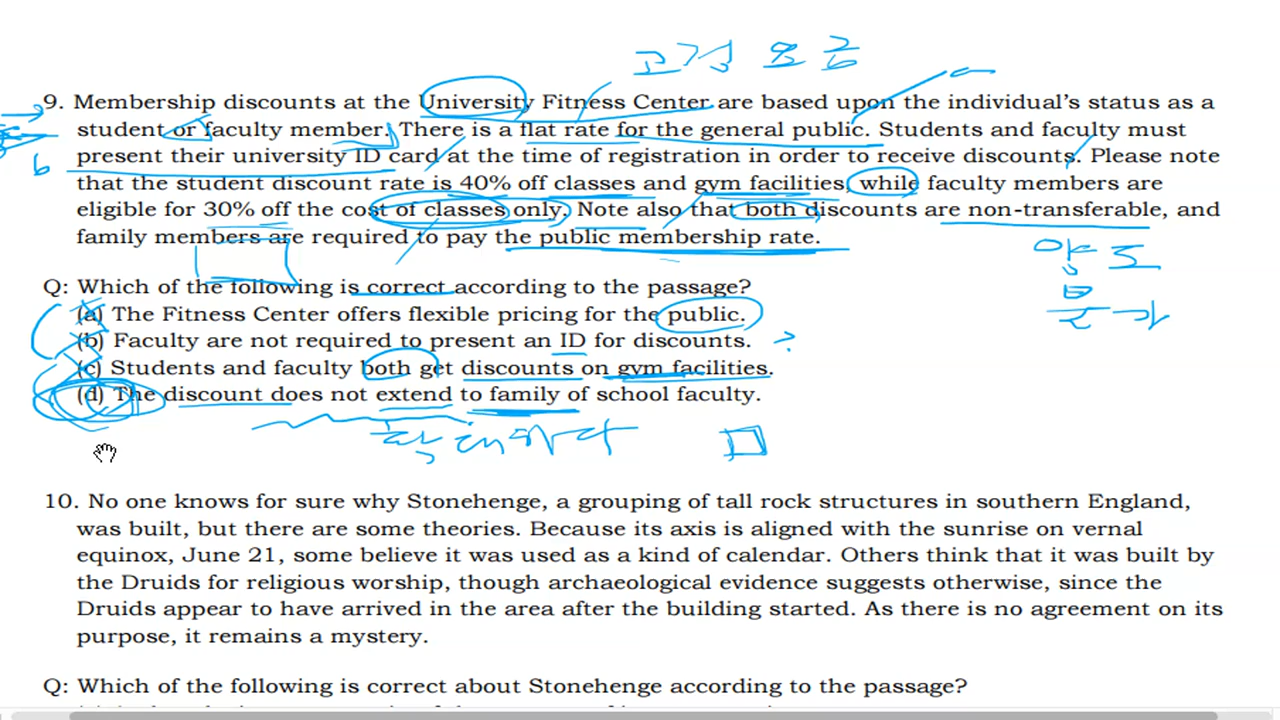 고정 요율
9. Membership discounts at the University Fitness Center are based upon the individual's status as a
student or faculty member. There is a flat rate for the general public. Students and faculty must
present their university ID card at the time of registration in order to receive discounts. Please note
that the student discount rate is 40% off classes and gym facilities, while faculty members are
eligible for 30% off the cost of classes only. Note also that both discounts are non-transferable, and
family members are required to pay the public membership rate.
양도
불가
Q: Which of the following is correct according to the passage?
(a) The Fitness Center offers flexible pricing for the public.
(b) Faculty are not required to present an ID for discounts. ?
(c) Students and faculty both get discounts on gym facilities.
(d) The discount does not extend to family of school faculty.
10. No one knows for sure why Stonehenge, a grouping of tall rock structures in southern England,
was built, but there are some theories. Because its axis is aligned with the sunrise on vernal
equinox, June 21, some believe it was used as a kind of calendar. Others think that it was built by
the Druids for religious worship, though archaeological evidence suggests otherwise, since the
Druids appear to have arrived in the area after the building started. As there is no agreement on its
purpose, it remains a mystery.
Q: Which of the following is correct about Stonehenge according to the passage?